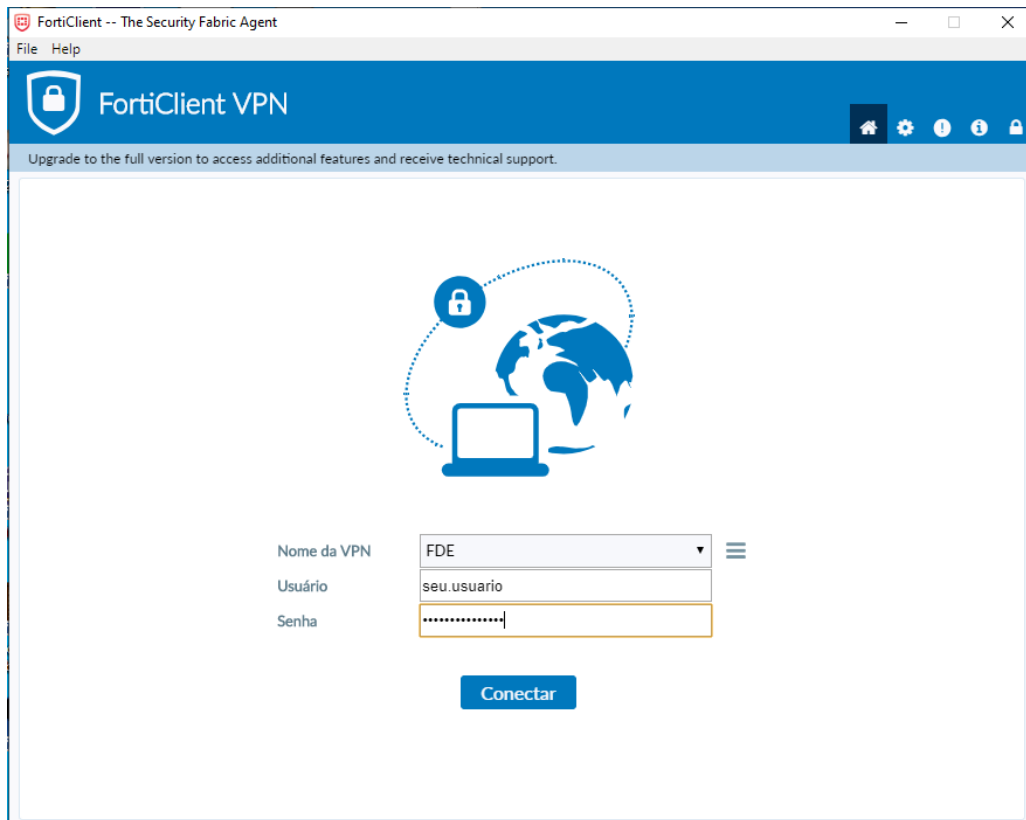 FortiClient -- The Security Fabric Agent
File Help
FortiClient VPN
Upgrade to the full version to access additional features and receive technical support.
Nome da VPN FDE
Usuário seu.usuario
Senha •••••••••••••••
Conectar